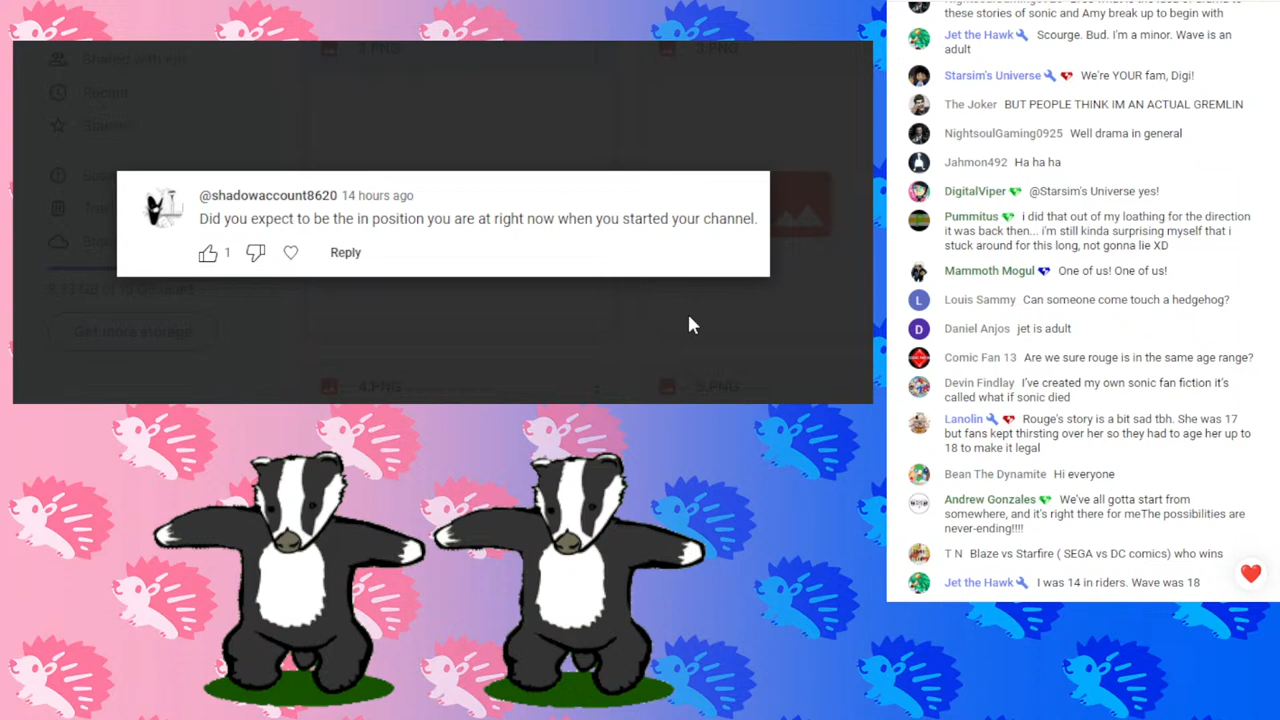 Shared with me
Recent
Starred
2.PNG
3.PNG
@shadowaccount8620 14 hours ago
Did you expect to be the in position you are at right now when you started your channel.
1
Reply
Get more storage
4.PNG
5.PNG
these stories of sonic and Amy break up to begin with
Jet the Hawk Scourge. Bud. I'm a minor. Wave is an
adult
Starsim's Universe We're YOUR fam, Digi!
The Joker BUT PEOPLE THINK IM AN ACTUAL GREMLIN
NightsoulGaming0925 Well drama in general
Jahmon492 Ha ha ha
DigitalViper @Starsim's Universe yes!
Pummitus i did that out of my loathing for the direction
it was back then... i'm still kinda surprising myself that i
stuck around for this long, not gonna lie XD
Mammoth Mogul One of us! One of us!
L Louis Sammy Can someone come touch a hedgehog?
D Daniel Anjos jet is adult
Comic Fan 13 Are we sure rouge is in the same age range?
Devin Findlay I've created my own sonic fan fiction it's
called what if sonic died
Lanolin Rouge's story is a bit sad tbh. She was 17
but fans kept thirsting over her so they had to age her up to
18 to make it legal
Bean The Dynamite Hi everyone
Andrew Gonzales We've all gotta start from
somewhere, and it's right there for meThe possibilities are
never-ending!!!!
T N Blaze vs Starfire ( SEGA vs DC comics) who wins
Jet the Hawk I was 14 in riders. Wave was 18